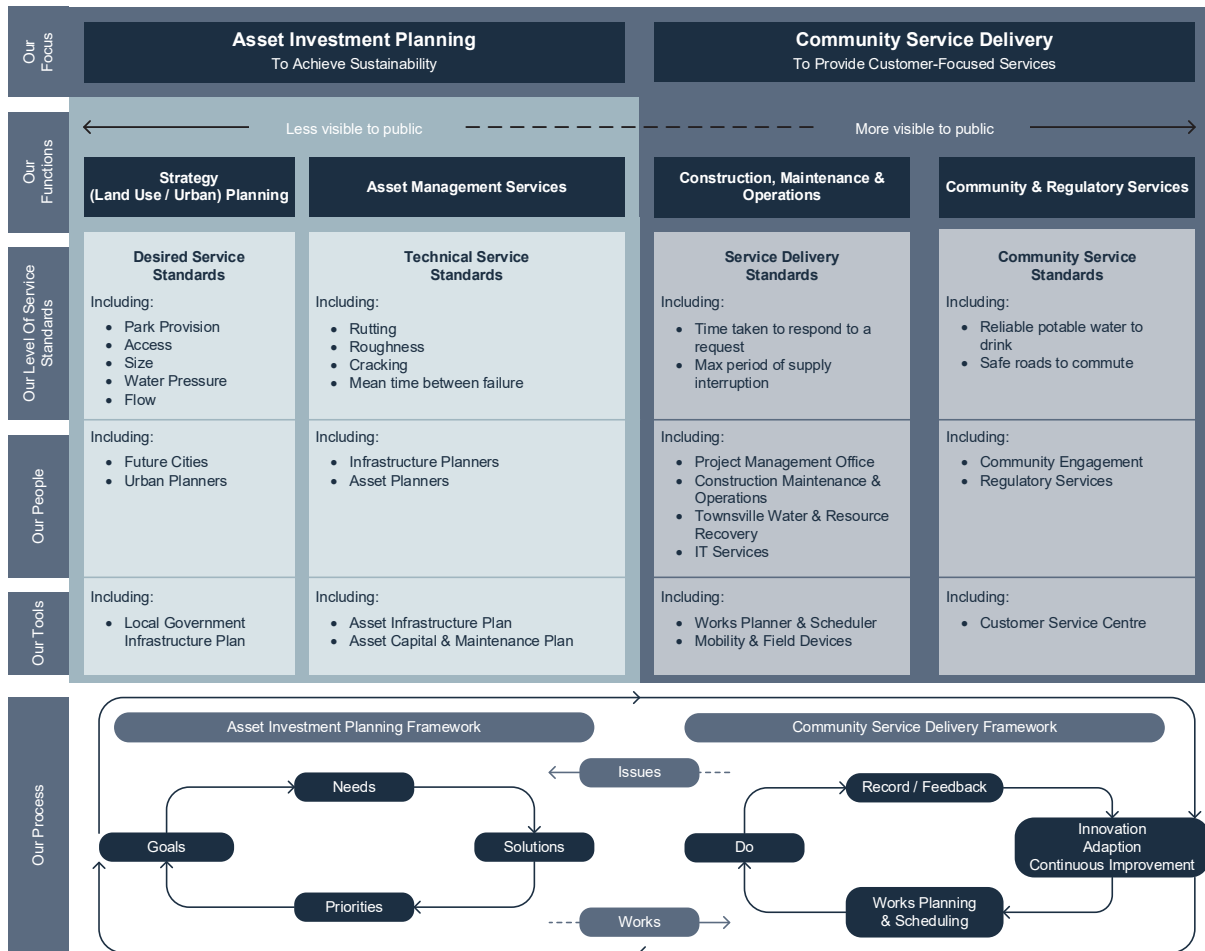 Our
Focus
Asset Investment Planning
To Achieve Sustainability
Community Service Delivery
To Provide Customer-Focused Services
Our
Functions
Less visible to public
More visible to public
Strategy
(Land Use / Urban) Planning
Asset Management Services
Construction, Maintenance &
Operations
Community & Regulatory Services
Our Level Of Service
Standards
Desired Service
Standards
Including:
• Park Provision
• Access
• Size
• Water Pressure
• Flow
Technical Service
Standards
Including:
• Rutting
• Roughness
• Cracking
• Mean time between failure
Service Delivery
Standards
Including:
• Time taken to respond to a
request
• Max period of supply
interruption
Community Service
Standards
Including:
• Reliable potable water to
drink
• Safe roads to commute
Our People
Including:
• Future Cities
• Urban Planners
Including:
• Infrastructure Planners
• Asset Planners
Including:
• Project Management Office
• Construction Maintenance &
Operations
• Townsville Water & Resource
Recovery
• IT Services
Including:
• Community Engagement
• Regulatory Services
Our Tools
Including:
• Local Government
Infrastructure Plan
Including:
• Asset Infrastructure Plan
• Asset Capital & Maintenance Plan
Including:
• Works Planner & Scheduler
• Mobility & Field Devices
Including:
• Customer Service Centre
Our Process
Asset Investment Planning Framework
Community Service Delivery Framework
Needs
Issues
Record / Feedback
Goals
Solutions
Do
Innovation
Adaption
Continuous Improvement
Priorities
Works
Works Planning
& Scheduling